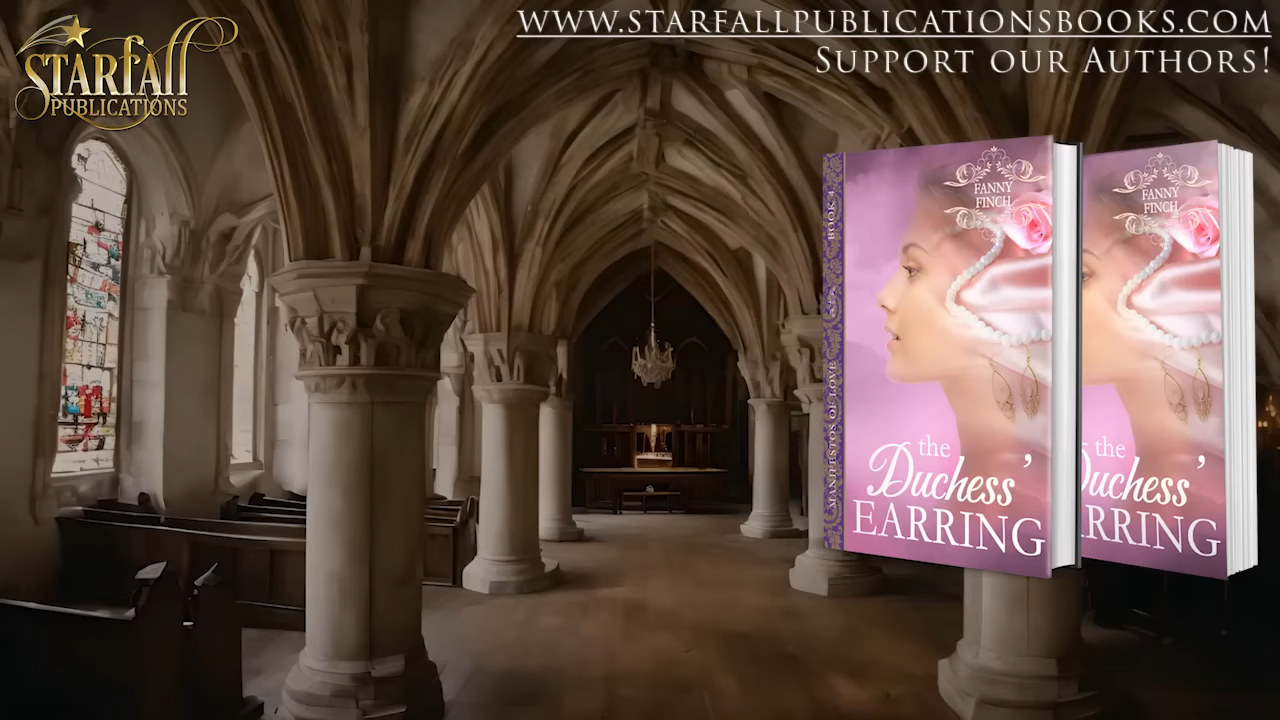 STARfall
PUBLICATIONS
WWW.STARFALLPUBLICATIONSBOOKS.COM
SUPPORT OUR AUTHORS!
MANIFESTOS OF LOVE
BOOK 4
FANNY
FINCH
the
Duchess'
EARRING
FANNY
FINCH
the
Duchess'
RRING